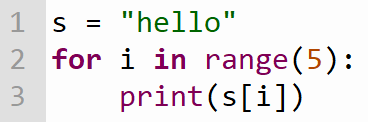 1 s = "hello"
2 for i in range(5):
3     print(s[i])